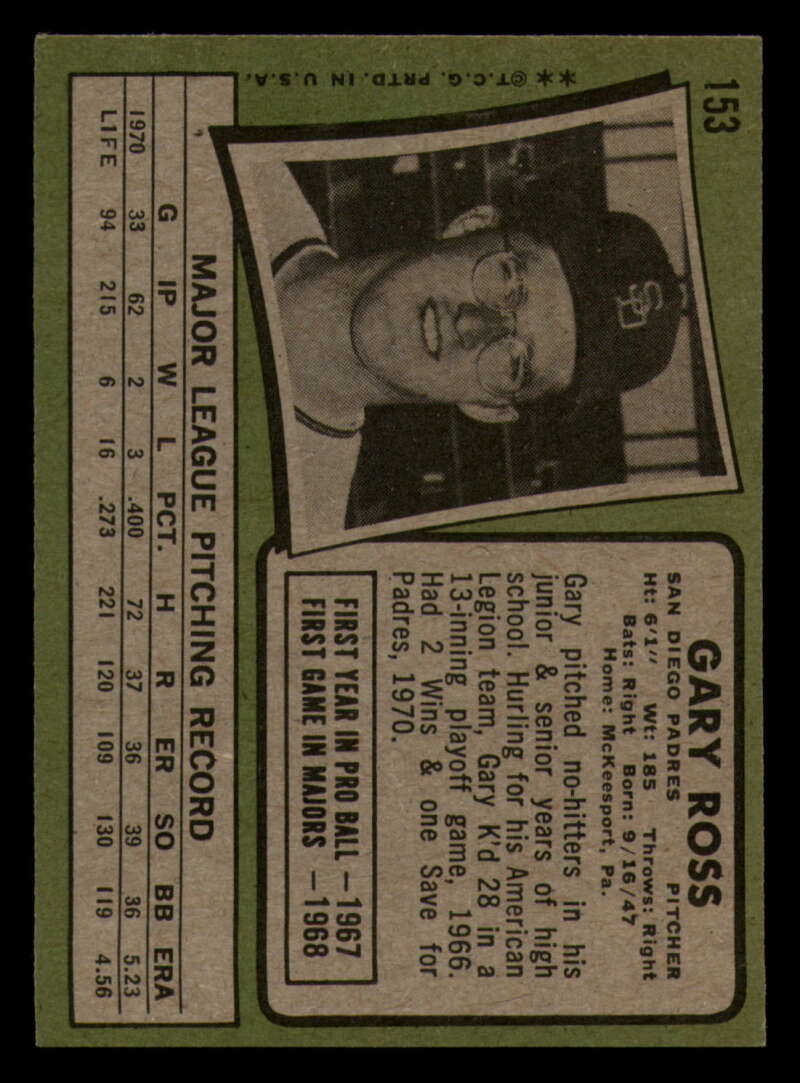 153
**©T.C.G. PRTD. IN U.S.A.
SD
GARY ROSS
SAN DIEGO PADRES PITCHER
Ht: 6'1" Wt: 185 Throws: Right
Bats: Right Born: 9/16/47
Home: McKeesport, Pa.
Gary pitched no-hitters in his
junior & senior years of high
school. Hurling for his American
Legion team, Gary K'd 28 in a
13-inning playoff game, 1966.
Had 2 Wins & one Save for
Padres, 1970.
FIRST YEAR IN PRO BALL —1967
FIRST GAME IN MAJORS —1968
MAJOR LEAGUE PITCHING RECORD
G IP W L PCT. H R ER SO BB ERA
1970 33 62 2 3 .400 72 37 36 39 36 5.23
LIFE 94 215 6 16 .273 221 120 109 130 119 4.56